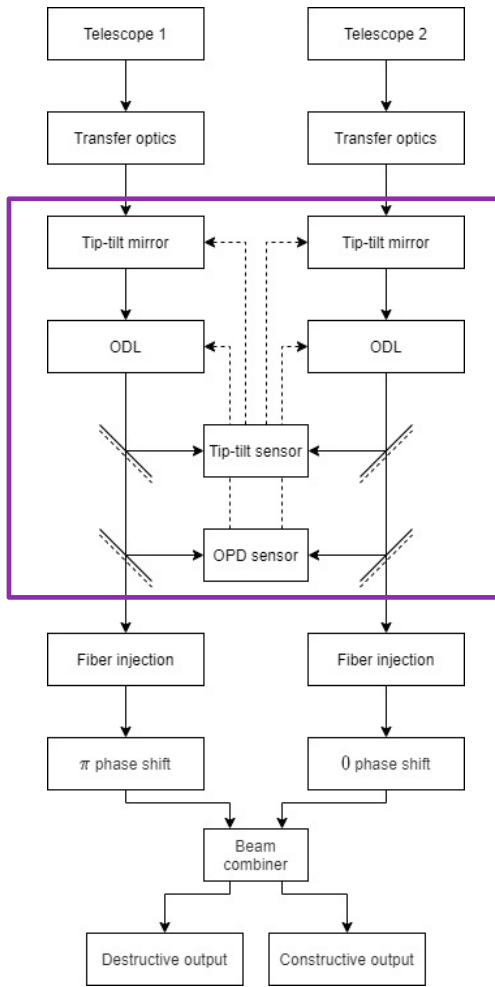 Telescope 1
Telescope 2
Transfer optics
Transfer optics
Tip-tilt mirror
Tip-tilt mirror
ODL
ODL
Tip-tilt sensor
OPD sensor
Fiber injection
Fiber injection
π phase shift
0 phase shift
Beam
combiner
Destructive output
Constructive output